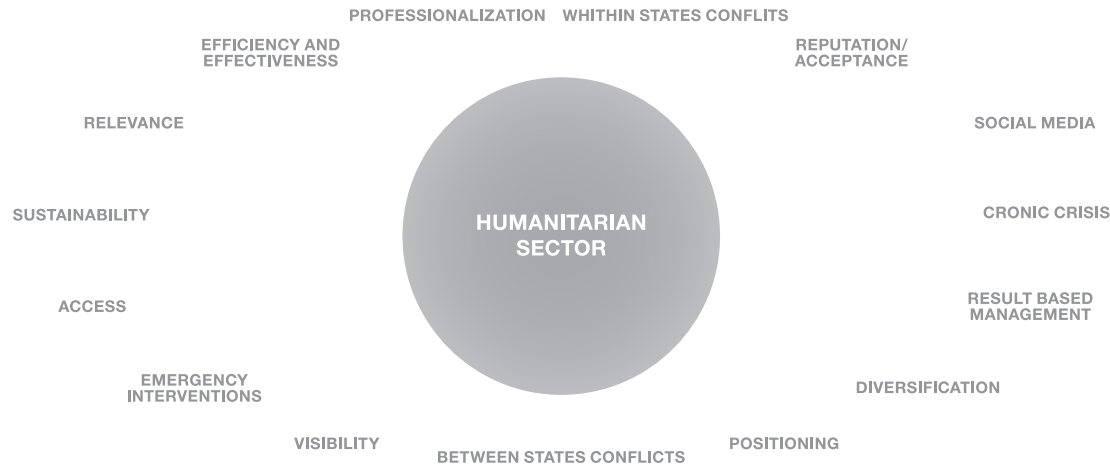 PROFESSIONALIZATION
WHITHIN STATES CONFLITS
EFFICIENCY AND
EFFECTIVENESS
REPUTATION/
ACCEPTANCE
RELEVANCE
SOCIAL MEDIA
SUSTAINABILITY
HUMANITARIAN
SECTOR
CRONIC CRISIS
ACCESS
RESULT BASED
MANAGEMENT
EMERGENCY
INTERVENTIONS
DIVERSIFICATION
VISIBILITY
BETWEEN STATES CONFLICTS
POSITIONING